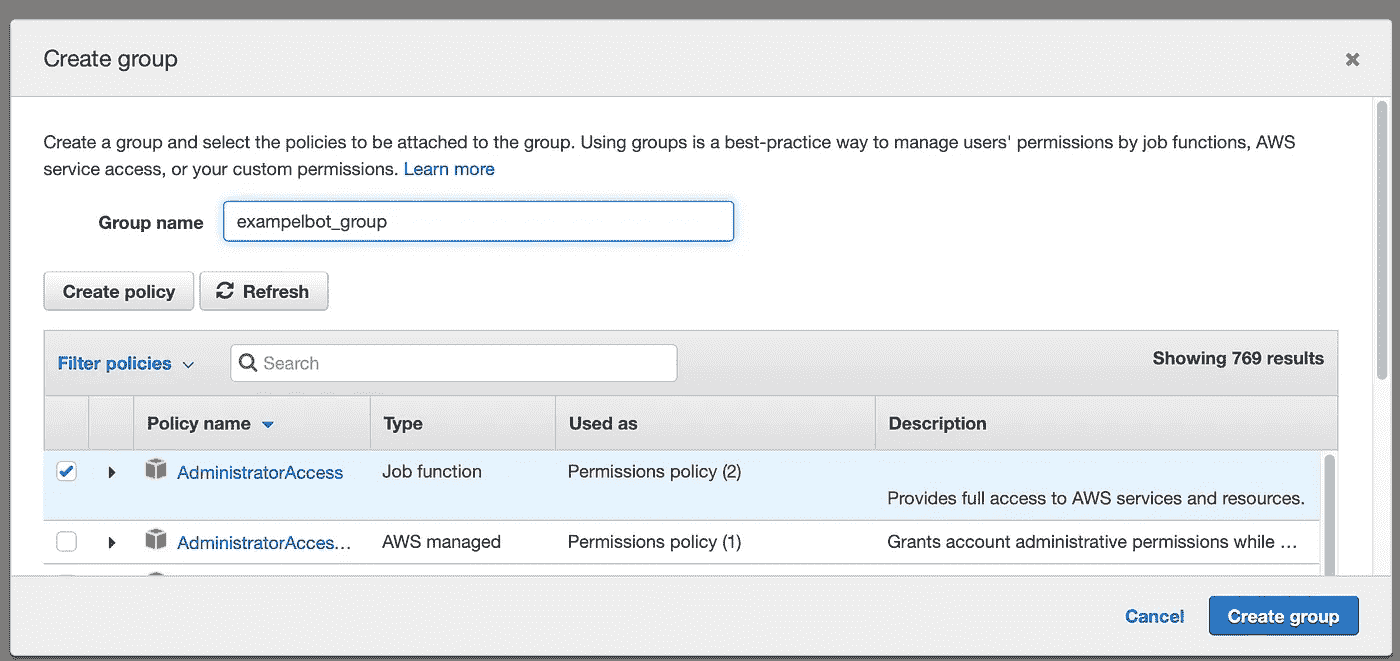 Create group
Create a group and select the policies to be attached to the group. Using groups is a best-practice way to manage users' permissions by job functions, AWS
service access, or your custom permissions. Learn more
Group name exampelbot_group
Create policy Refresh
Filter policies Search Showing 769 results
Policy name Type Used as Description
AdministratorAccess Job function Permissions policy (2)
Provides full access to AWS services and resources.
AdministratorAcces… AWS managed Permissions policy (1) Grants account administrative permissions while …
Cancel Create group